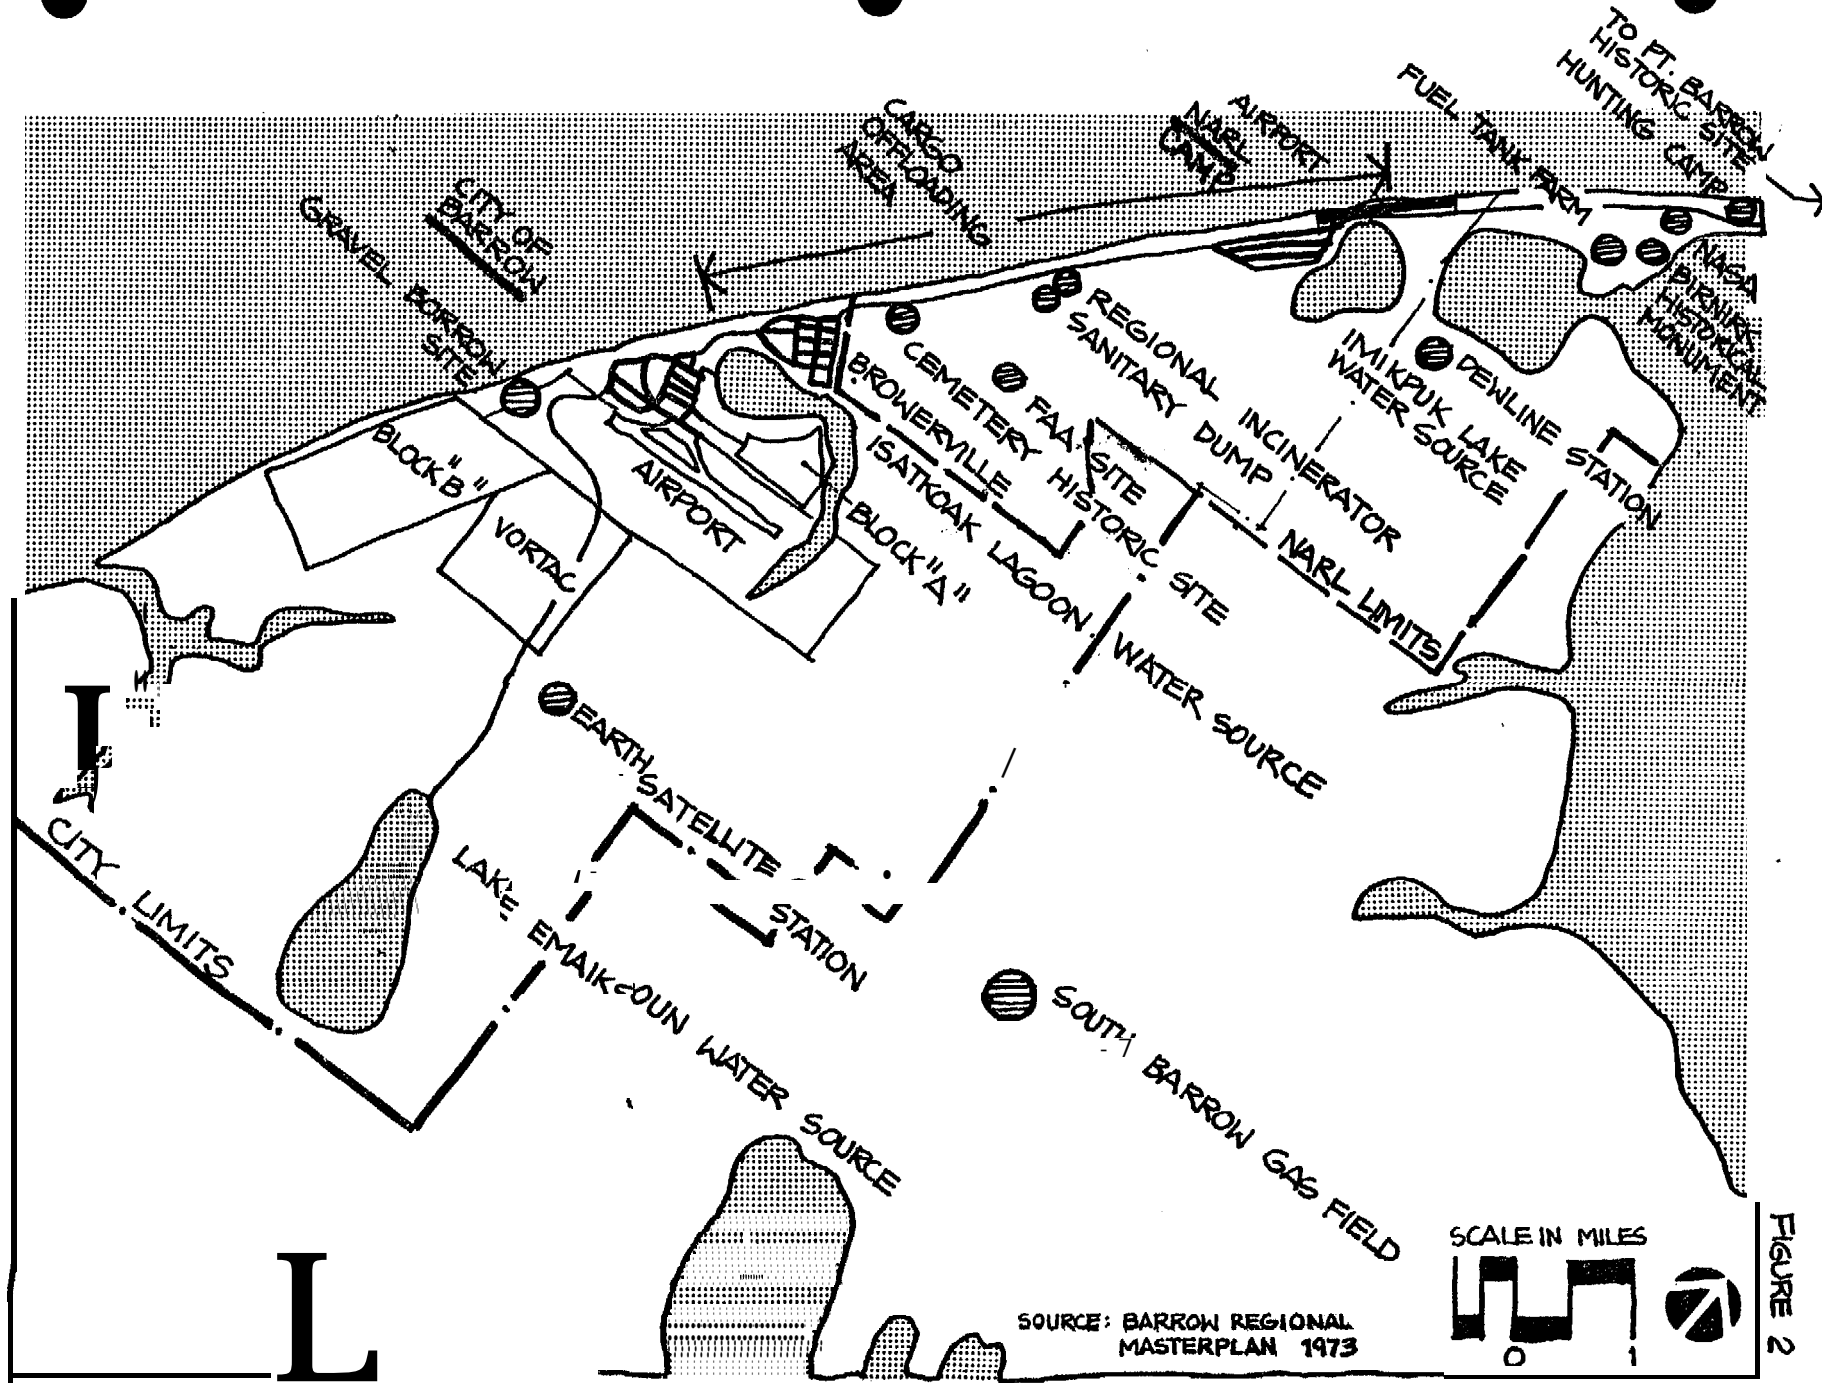 TO PT. BARROW
HISTORIC SITE
HUNTING CAMP
FUEL TANK FARM
AIRPORT
NARL
CAMP
CARGO
OFFLOADING
AREA
CITY OF
BARROW
GRAVEL BORROW
SITE
NASA
BIRNIRK
HISTORICAL
MONUMENT
REGIONAL INCINERATOR
SANITARY DUMP
IMIKPUK LAKE
WATER SOURCE
DEWLINE STATION
CEMETERY HISTORIC SITE
FAA SITE
BROWERVILLE
ISATKOAK LAGOON WATER SOURCE
BLOCK "B"
AIRPORT
BLOCK "A"
VORTAC
NARL LIMITS
EARTH
SATELLITE
STATION
CITY LIMITS
LAKE EMAIK OUN WATER SOURCE
SOUTH BARROW GAS FIELD
SCALE IN MILES
0 1
SOURCE: BARROW REGIONAL
MASTERPLAN 1973
FIGURE 2
I
L